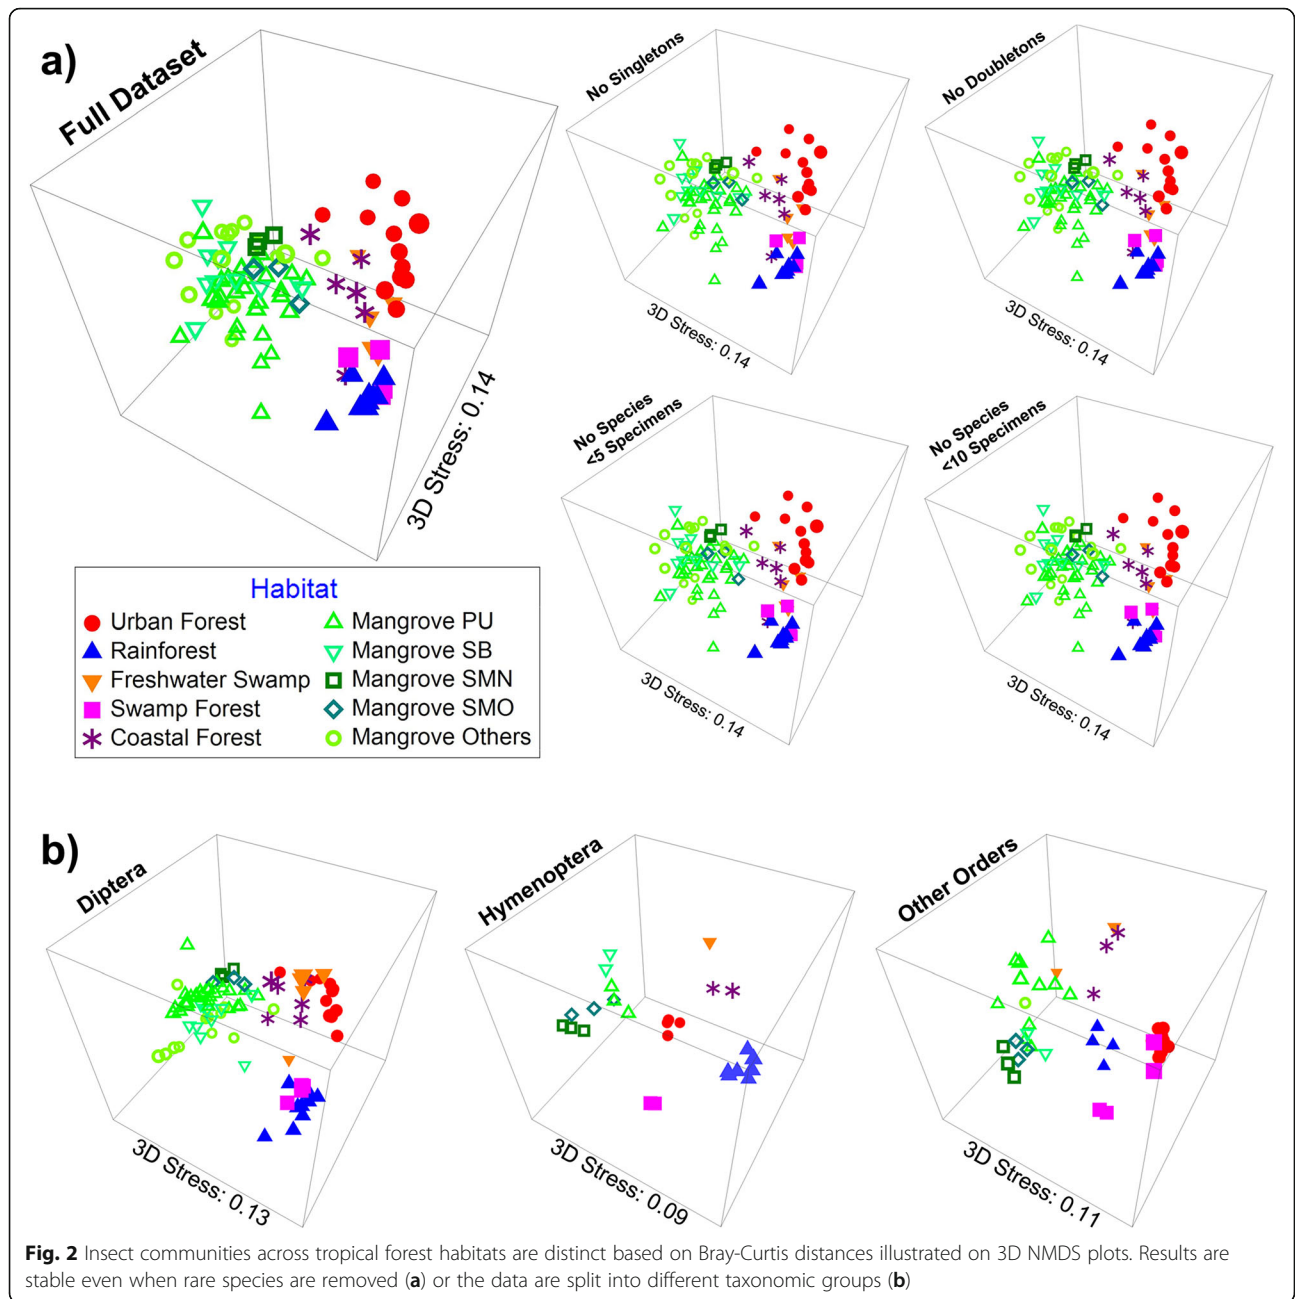 a)
Full Dataset
3D Stress: 0.14
No Singletons
3D Stress: 0.14
No Doubletons
3D Stress: 0.14
No Species
<5 Specimens
3D Stress: 0.14
No Species
<10 Specimens
3D Stress: 0.14
Habitat
Urban Forest
Rainforest
Freshwater Swamp
Swamp Forest
Coastal Forest
Mangrove PU
Mangrove SB
Mangrove SMN
Mangrove SMO
Mangrove Others
b)
Diptera
3D Stress: 0.13
Hymenoptera
3D Stress: 0.09
Other Orders
3D Stress: 0.11
Fig. 2 Insect communities across tropical forest habitats are distinct based on Bray-Curtis distances illustrated on 3D NMDS plots. Results are
stable even when rare species are removed (a) or the data are split into different taxonomic groups (b)